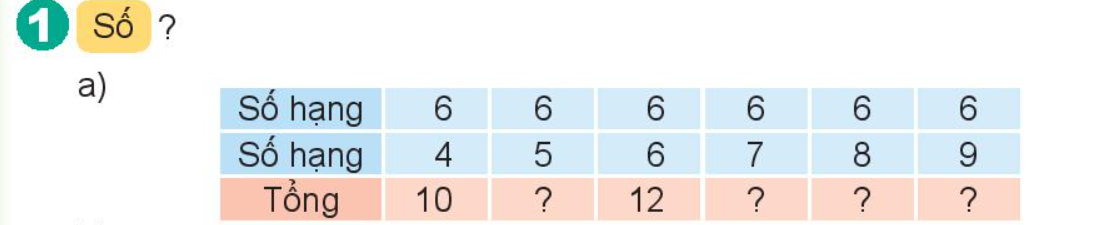 1 Số ?
a)
Số hạng 6 6 6 6 6 6
Số hạng 4 5 6 7 8 9
Tổng 10 ? 12 ? ? ?